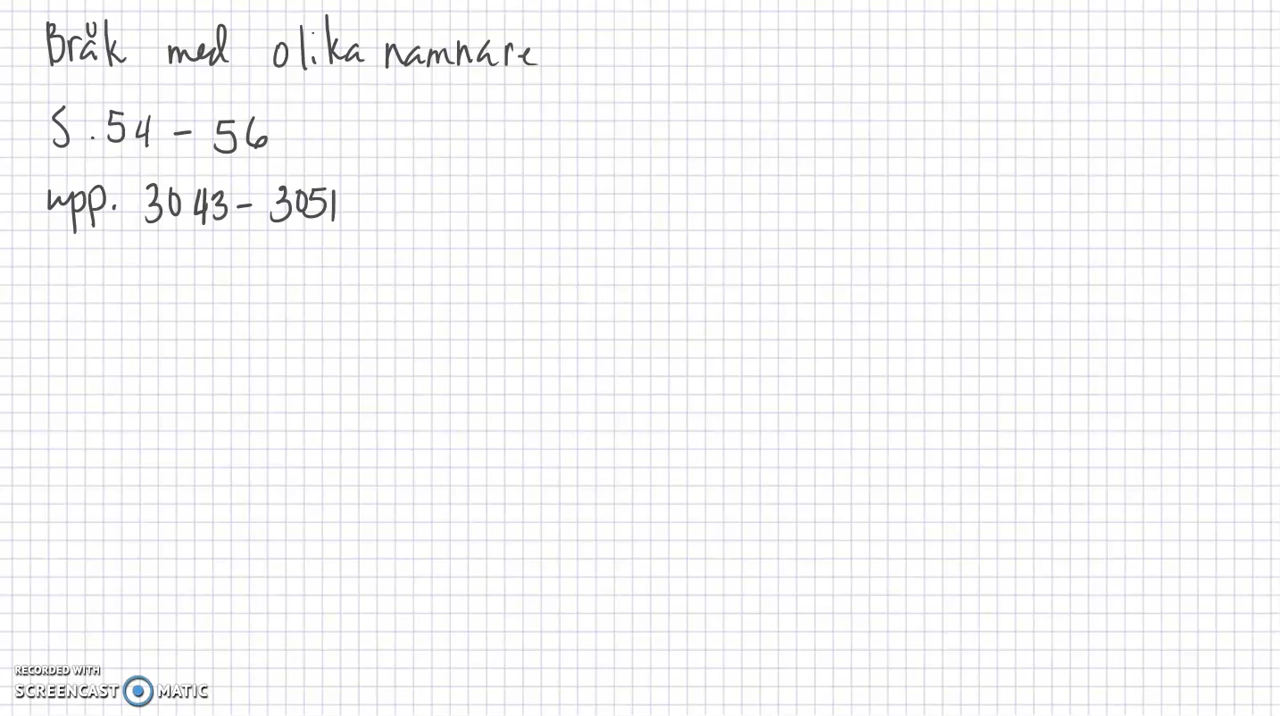 Bråk med olika nämnare
S. 54 - 56
upp. 3043 - 3051
RECORDED WITH
SCREENCAST MATIC